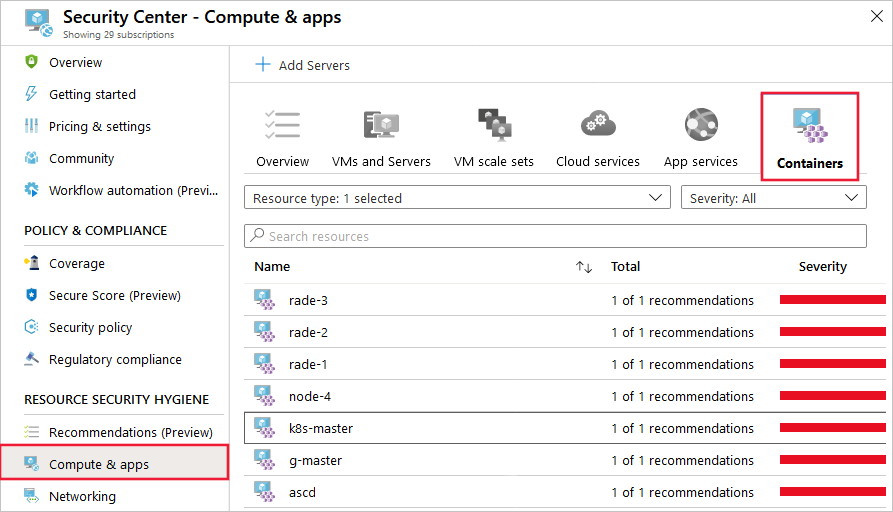 Security Center - Compute & apps
Showing 29 subscriptions
Overview
Getting started
Pricing & settings
Community
Workflow automation (Previ...
POLICY & COMPLIANCE
Coverage
Secure Score (Preview)
Security policy
Regulatory compliance
RESOURCE SECURITY HYGIENE
Recommendations (Preview)
Compute & apps
Networking
Add Servers
Overview
VMs and Servers
VM scale sets
Cloud services
App services
Containers
Resource type: 1 selected
Severity: All
Search resources
Name Total Severity
rade-3 1 of 1 recommendations
rade-2 1 of 1 recommendations
rade-1 1 of 1 recommendations
node-4 1 of 1 recommendations
k8s-master 1 of 1 recommendations
g-master 1 of 1 recommendations
ascd 1 of 1 recommendations